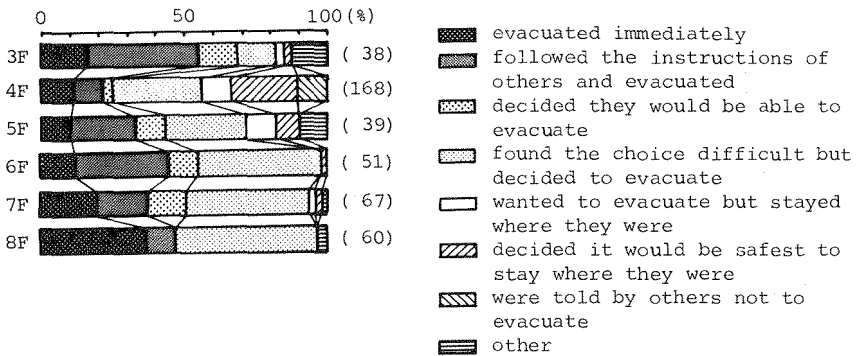 0 50 100 (%)
3F ( 38)
4F (168)
5F ( 39)
6F ( 51)
7F ( 67)
8F ( 60)
evacuated immediately
followed the instructions of
others and evacuated
decided they would be able to
evacuate
found the choice difficult but
decided to evacuate
wanted to evacuate but stayed
where they were
decided it would be safest to
stay where they were
were told by others not to
evacuate
other